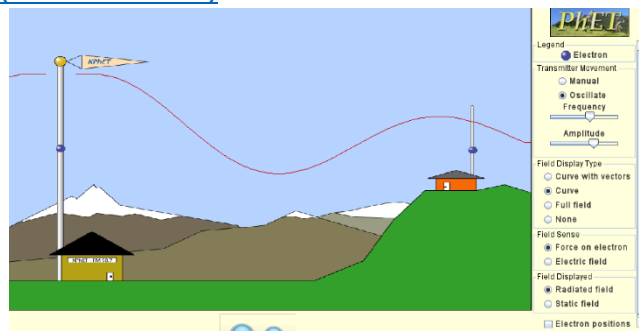 KPhET
PhET
Legend
Electron
Transmitter Movement
Manual
Oscillate
Frequency
Amplitude
Field Display Type
Curve with vectors
Curve
Full field
None
Field Sense
Force on electron
Electric field
Field Displayed
Radiated field
Static field
Electron positions